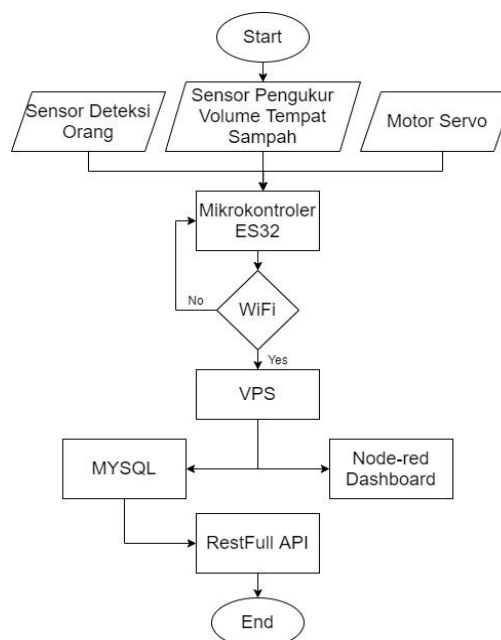 Start
Sensor Deteksi
Orang
Sensor Pengukur
Volume Tempat
Sampah
Motor Servo
Mikrokontroler
ES32
WiFi
No
Yes
VPS
MYSQL
Node-red
Dashboard
RestFull API
End